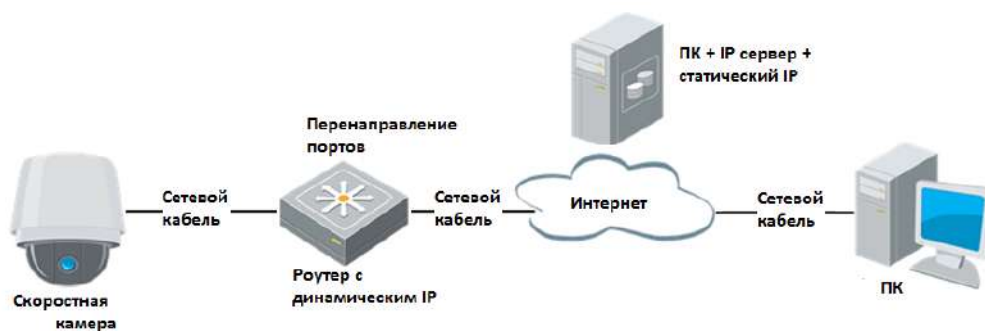 ПК + IP сервер +
статический IP
Перенаправление
портов
Сетевой
кабель
Сетевой
кабель
Интернет
Сетевой
кабель
Роутер с
динамическим IP
ПК
Скоростная
камера